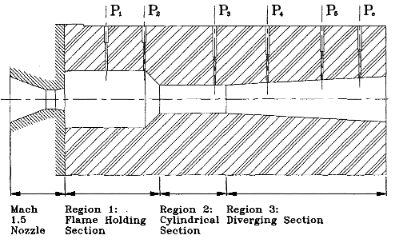 P₁ P₂ P₃ P₄ P₅ Pₑ
Mach 1.5 Nozzle
Region 1: Flame Holding Section
Region 2: Cylindrical Section
Region 3: Diverging Section